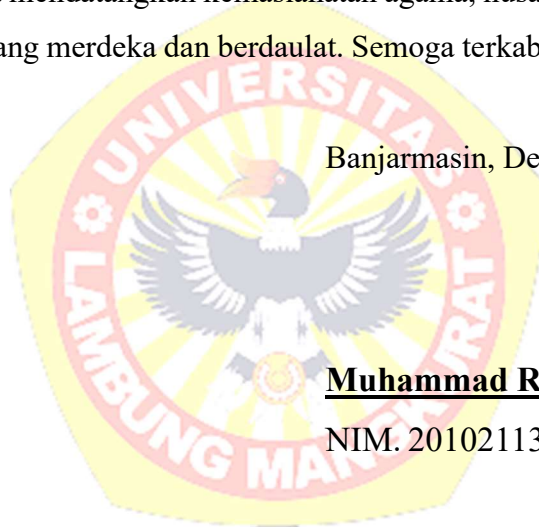 mendatangkan kemaslahatan agama, nusa
ang merdeka dan berdaulat. Semoga terkab
UNIVERSITAS
LAMBUNG MANGKURAT
Banjarmasin, De
Muhammad R
NIM. 20102113